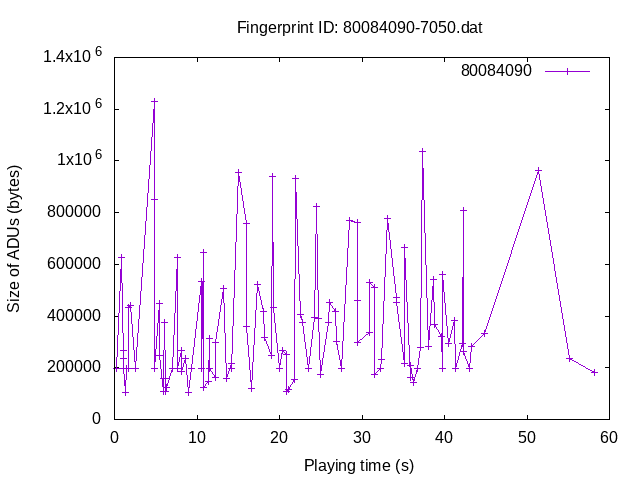 Fingerprint ID: 80084090-7050.dat
1.4x10^6
80084090
1.2x10^6
1x10^6
800000
600000
400000
200000
0
Size of ADUs (bytes)
0 10 20 30 40 50 60
Playing time (s)